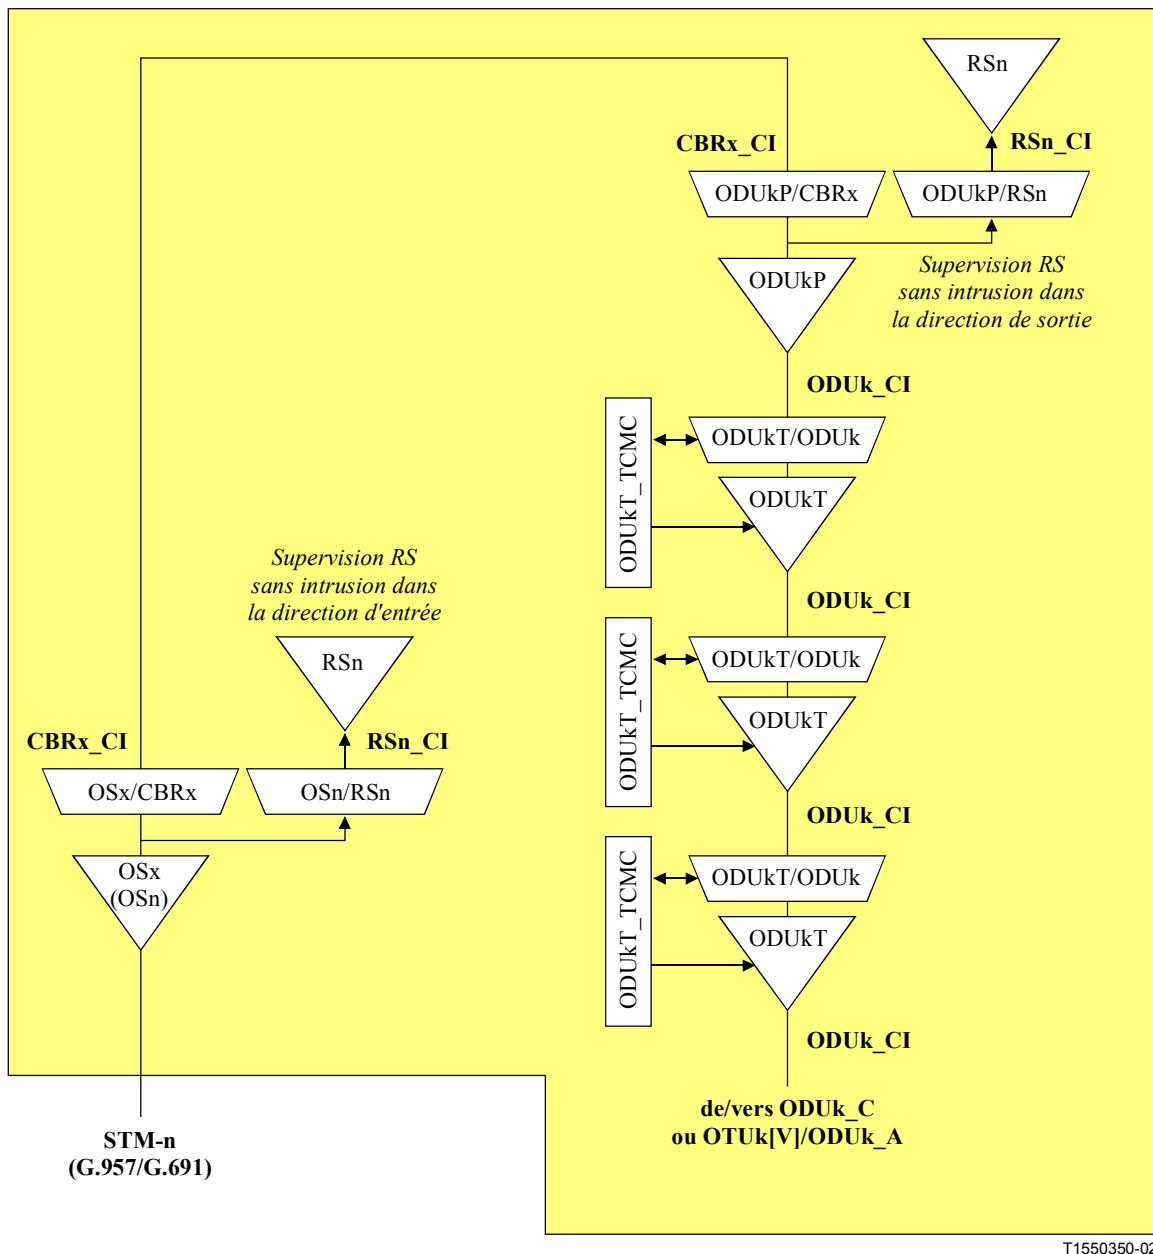 RSn
CBRx_CI
RSn_CI
ODUkP/CBRx
ODUkP/RSn
ODUkP
Supervision RS
sans intrusion dans
la direction de sortie
ODUk_CI
ODUkT_TCMC
ODUkT/ODUk
ODUkT
ODUk_CI
Supervision RS
sans intrusion dans
la direction d'entrée
RSn
ODUkT_TCMC
ODUkT/ODUk
ODUkT
CBRx_CI
RSn_CI
OSx/CBRx
OSn/RSn
ODUk_CI
OSx
(OSn)
ODUkT_TCMC
ODUkT/ODUk
ODUkT
ODUk_CI
STM-n
(G.957/G.691)
de/vers ODUk_C
ou OTUk[V]/ODUk_A
T1550350-02